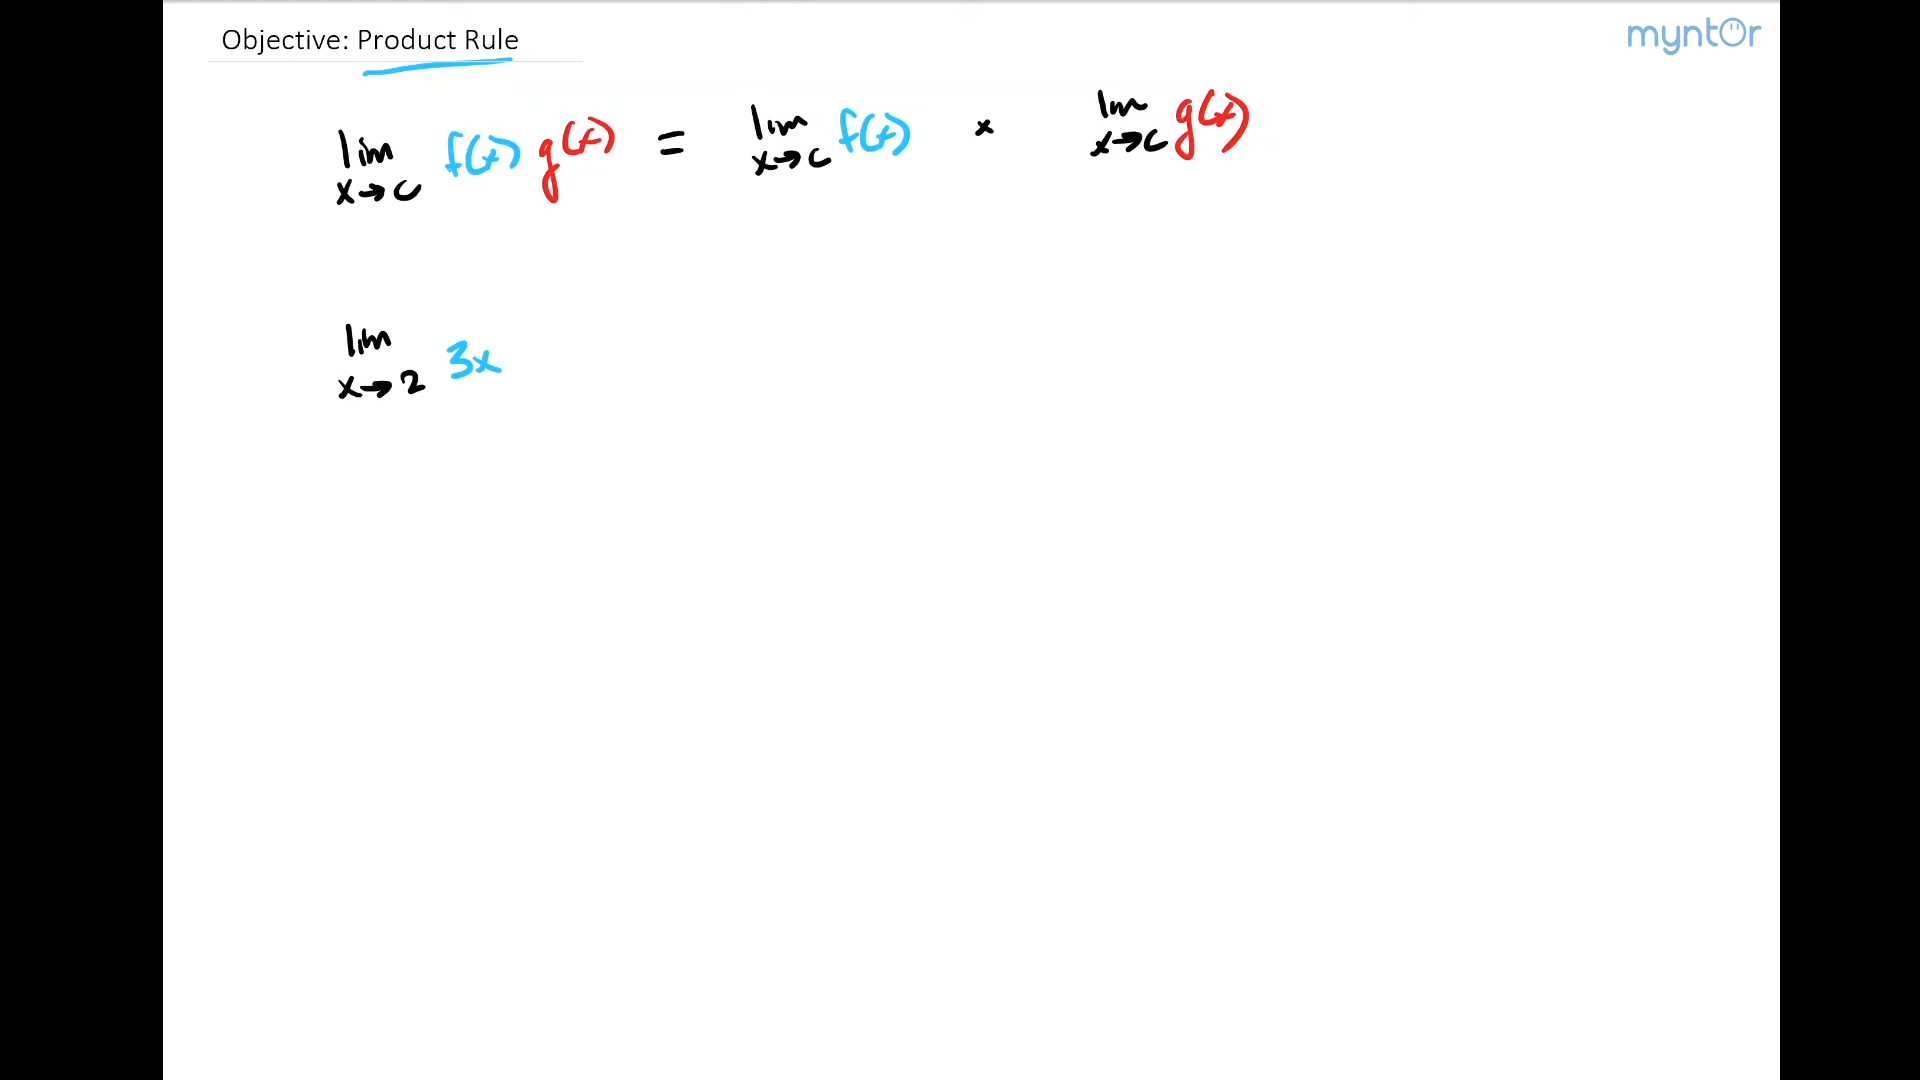 Objective: Product Rule
myntor
lim x→c f(x) g(x) = lim x→c f(x) × lim x→c g(x)
lim x→2 3x